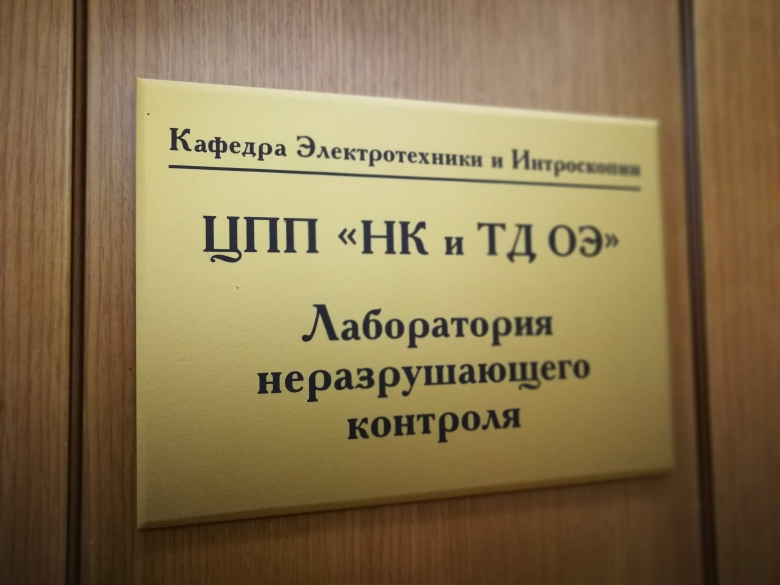 Кафедра Электротехники и Интроскопии
ЦПП «НК и ТД ОЭ»
Лаборатория
неразрушающего
контроля